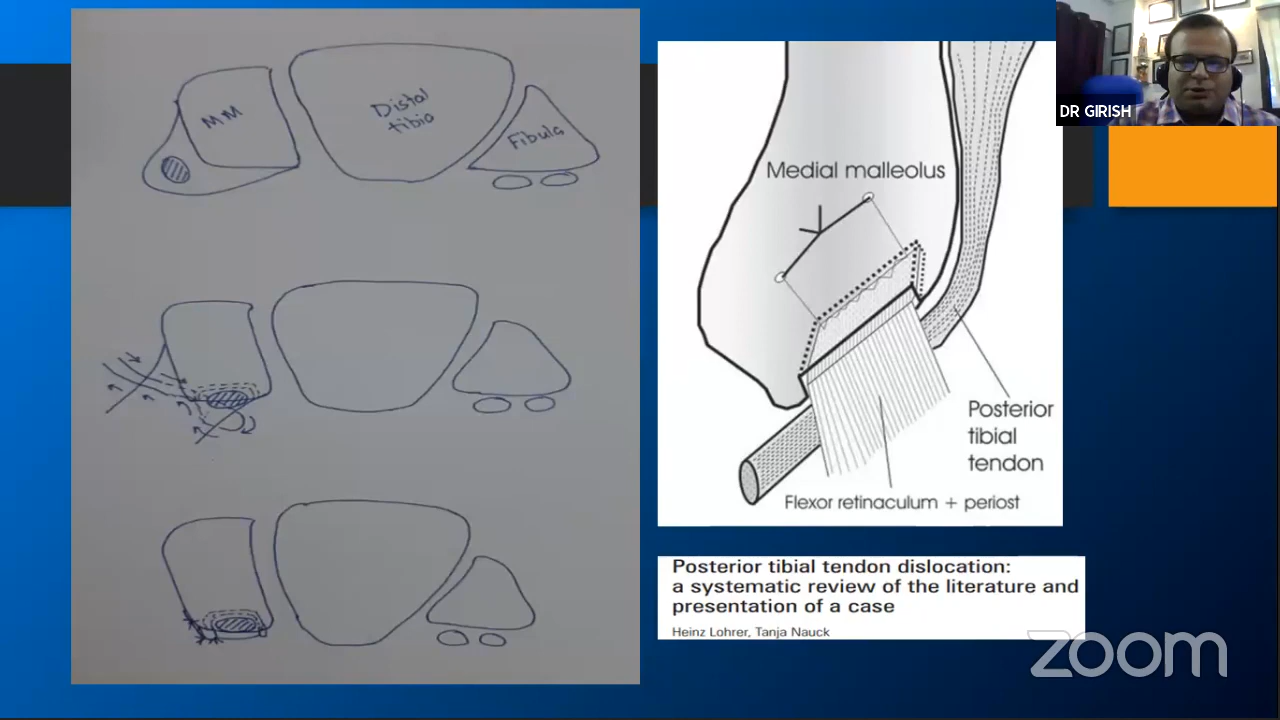 MM
Distal
tibia
Fibula
Medial malleolus
Posterior
tibial
tendon
Flexor retinaculum + periost
Posterior tibial tendon dislocation:
a systematic review of the literature and
presentation of a case
Heinz Lohrer, Tanja Nauck
DR GIRISH
zoom